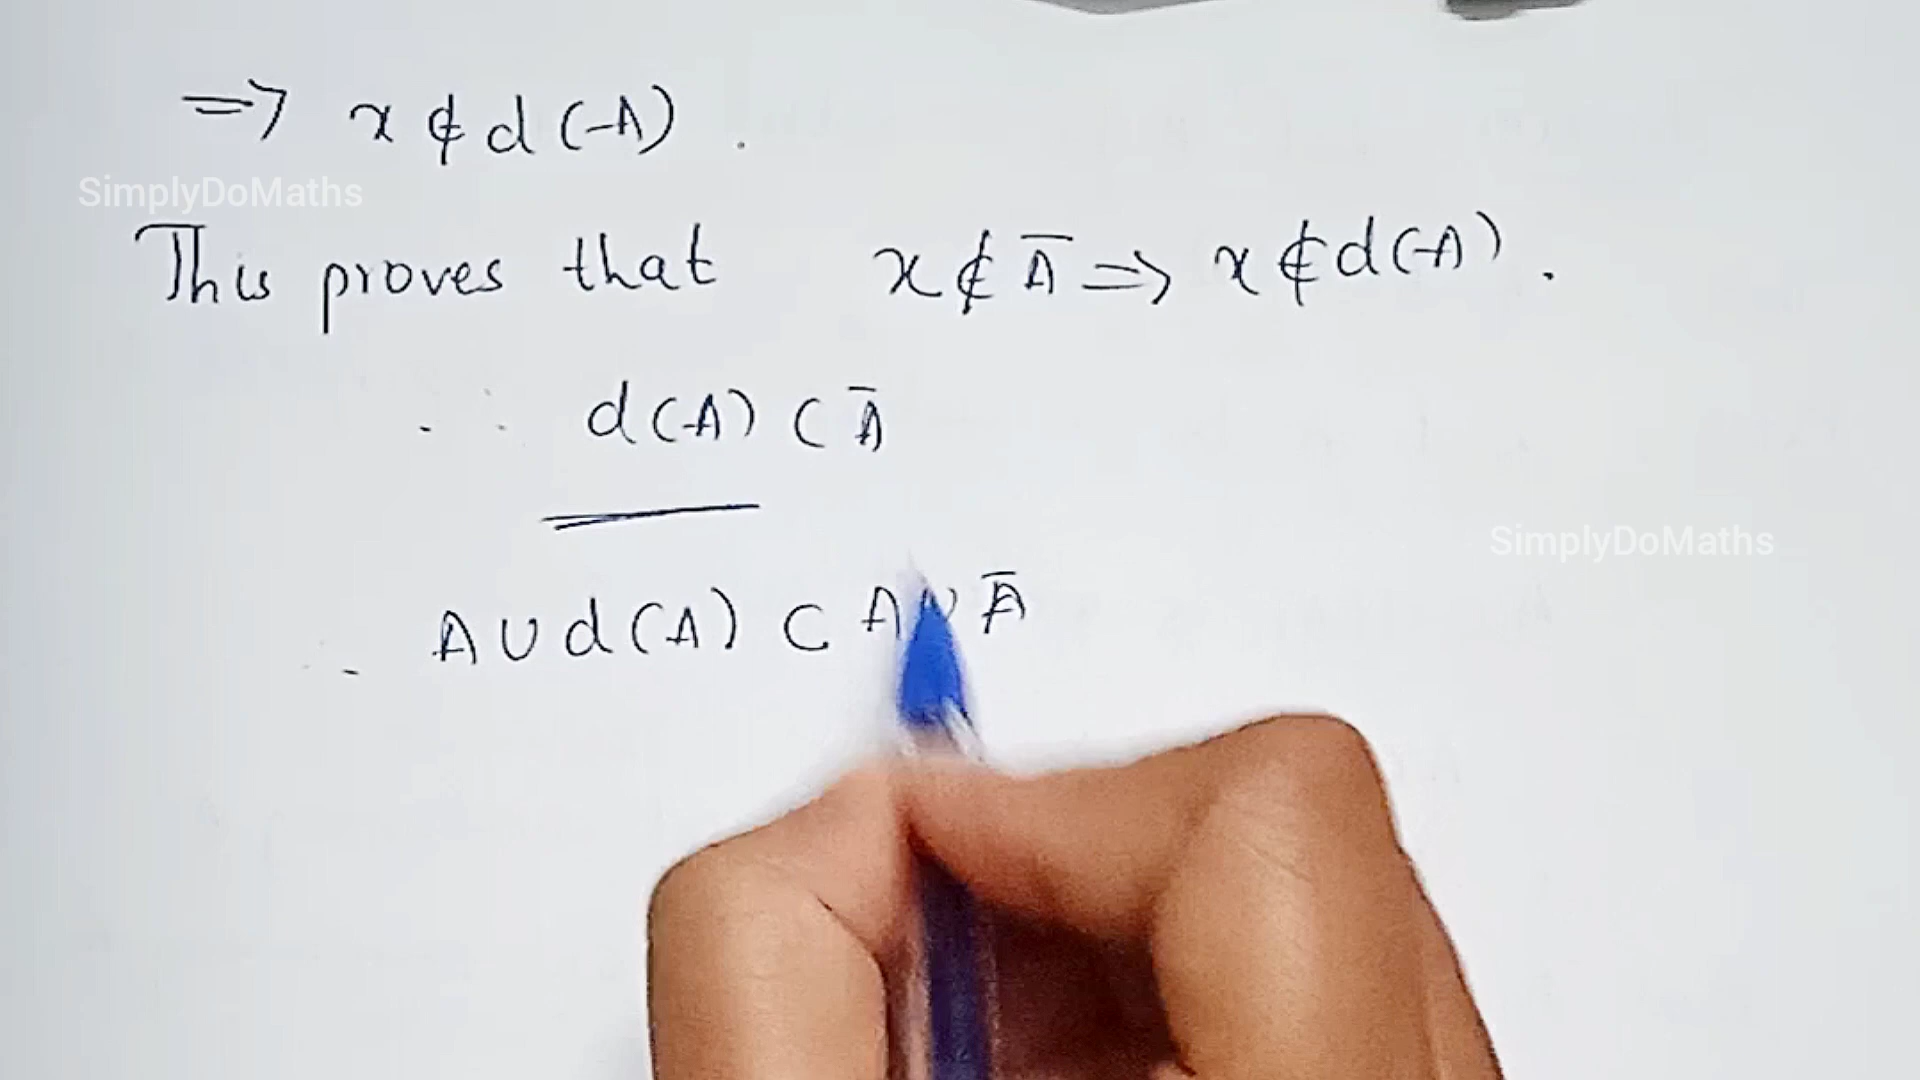 => x ∉ d(A).
SimplyDoMaths
This proves that x ∉ Ā => x ∉ d(A).
∴ d(A) ⊂ Ā
SimplyDoMaths
∴ A ∪ d(A) ⊂ A ∪ Ā